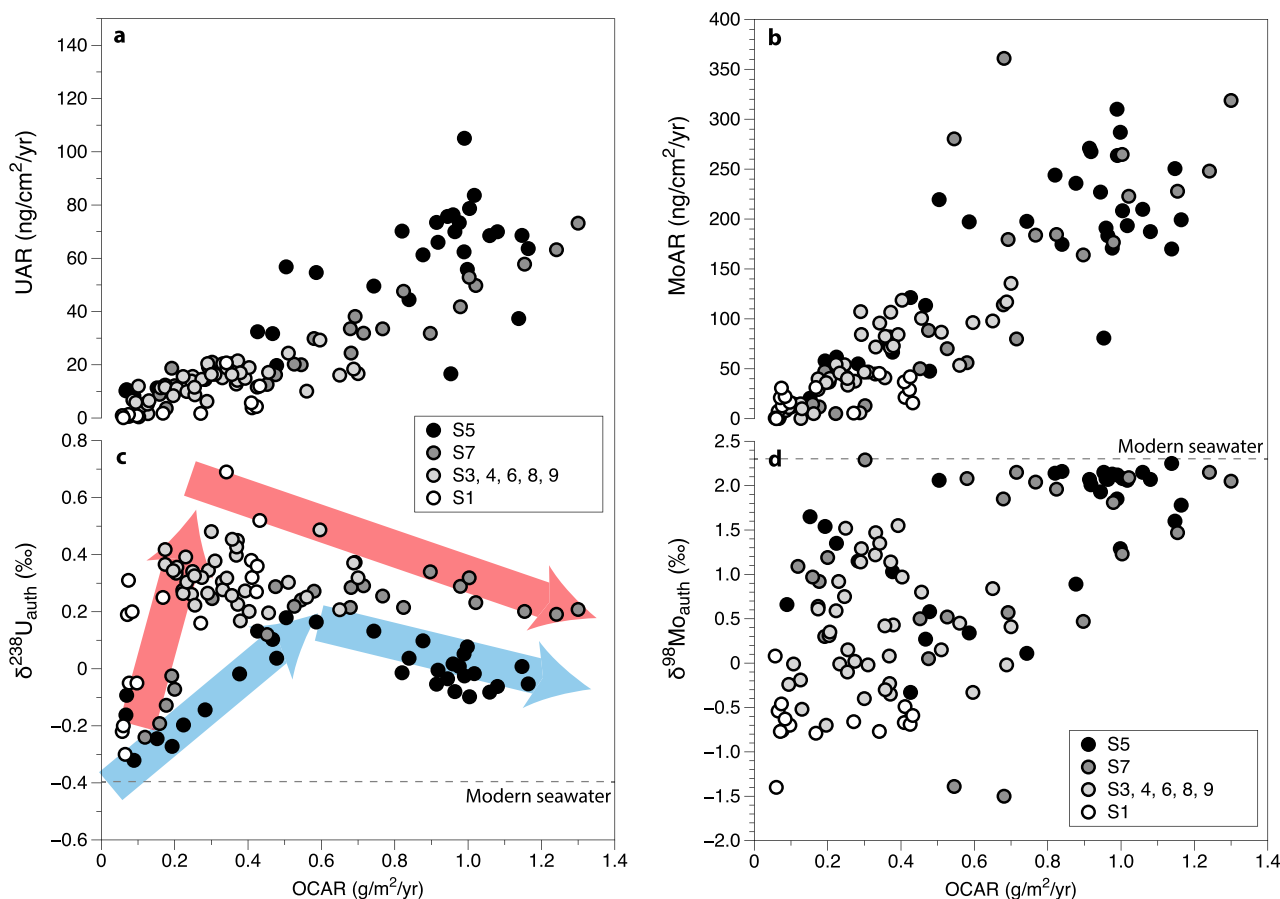 a
140
120
100
80
60
40
20
0
UAR (ng/cm²/yr)
S5
S7
S3, 4, 6, 8, 9
S1
b
400
350
300
250
200
150
100
50
0
MoAR (ng/cm²/yr)
c
0.8
0.6
0.4
0.2
0
−0.2
−0.4
−0.6
δ²³⁸U_auth (‰)
Modern seawater
0
0.2
0.4
0.6
0.8
1.0
1.2
1.4
OCAR (g/m²/yr)
Modern seawater
d
2.5
2.0
1.5
1.0
0.5
0
−0.5
−1.0
−1.5
−2.0
δ⁹⁸Mo_auth (‰)
S5
S7
S3, 4, 6, 8, 9
S1
0
0.2
0.4
0.6
0.8
1.0
1.2
1.4
OCAR (g/m²/yr)